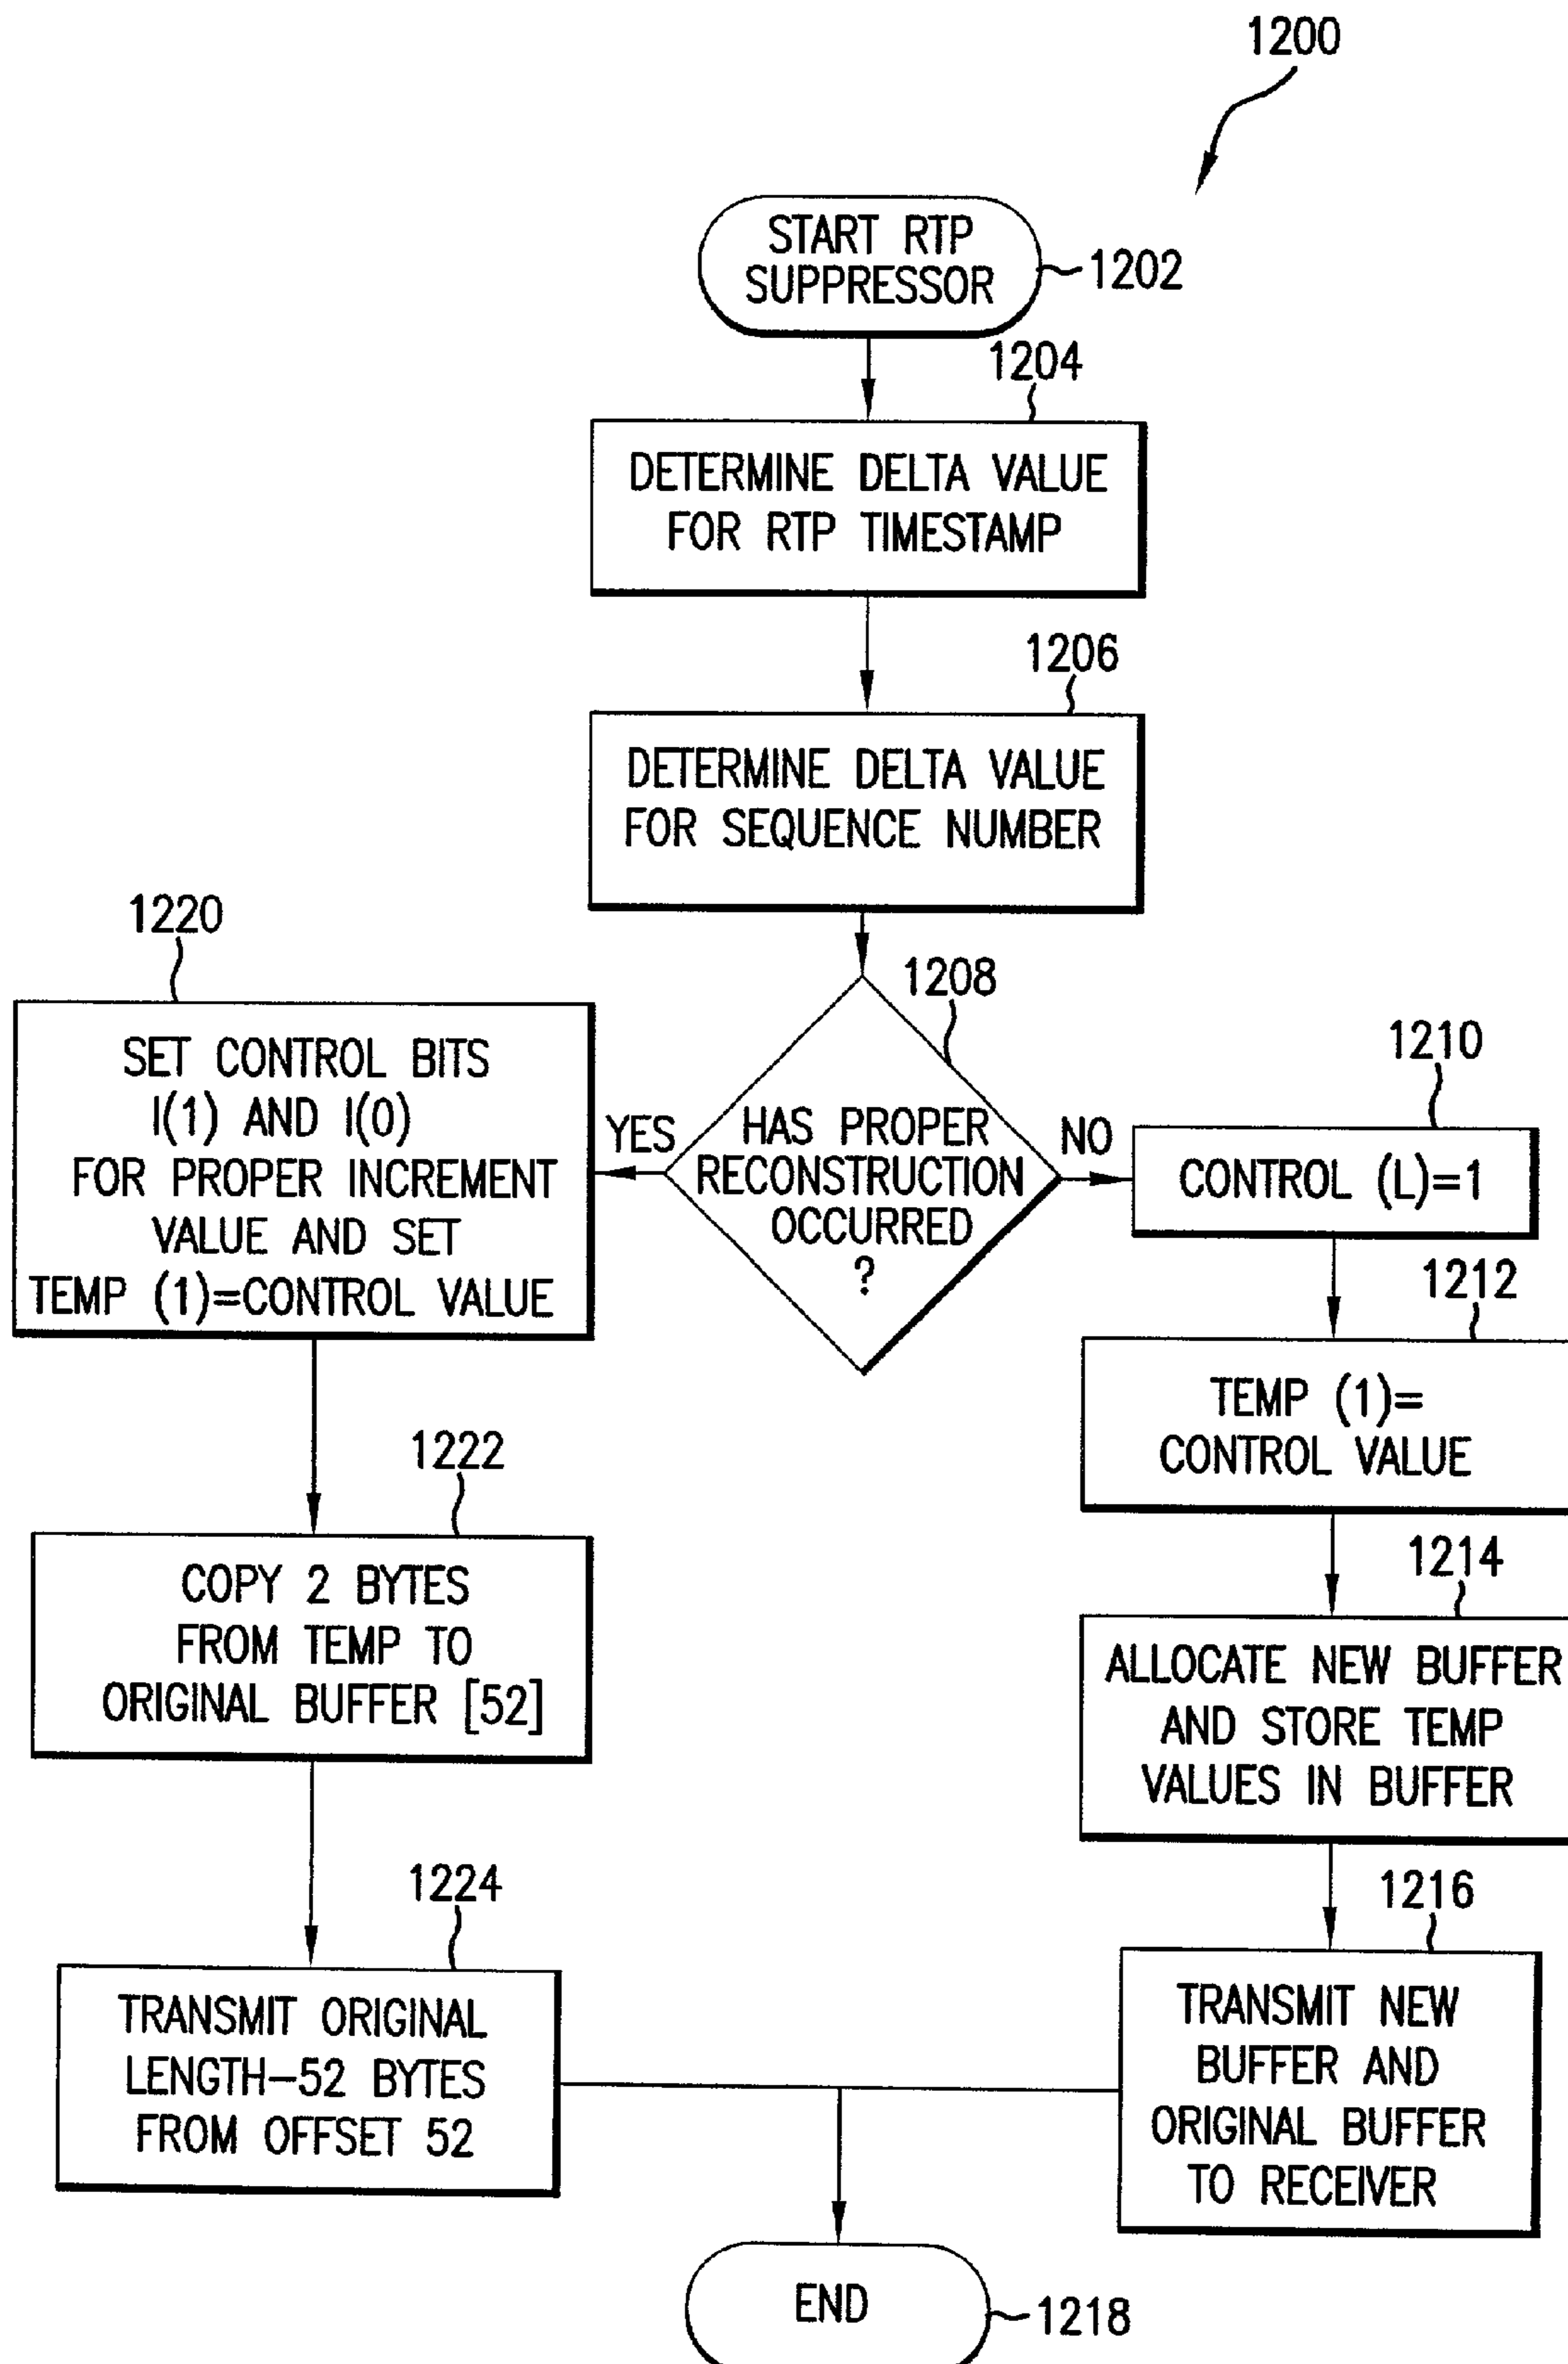 1200
START RTP
SUPPRESSOR
1202
1204
DETERMINE DELTA VALUE
FOR RTP TIMESTAMP
1206
DETERMINE DELTA VALUE
FOR SEQUENCE NUMBER
1208
HAS PROPER
RECONSTRUCTION
OCCURRED
?
YES
NO
1220
SET CONTROL BITS
I(1) AND I(0)
FOR PROPER INCREMENT
VALUE AND SET
TEMP (1)=CONTROL VALUE
1222
COPY 2 BYTES
FROM TEMP TO
ORIGINAL BUFFER [52]
1224
TRANSMIT ORIGINAL
LENGTH-52 BYTES
FROM OFFSET 52
1210
CONTROL (L)=1
1212
TEMP (1)=
CONTROL VALUE
1214
ALLOCATE NEW BUFFER
AND STORE TEMP
VALUES IN BUFFER
1216
TRANSMIT NEW
BUFFER AND
ORIGINAL BUFFER
TO RECEIVER
END
1218